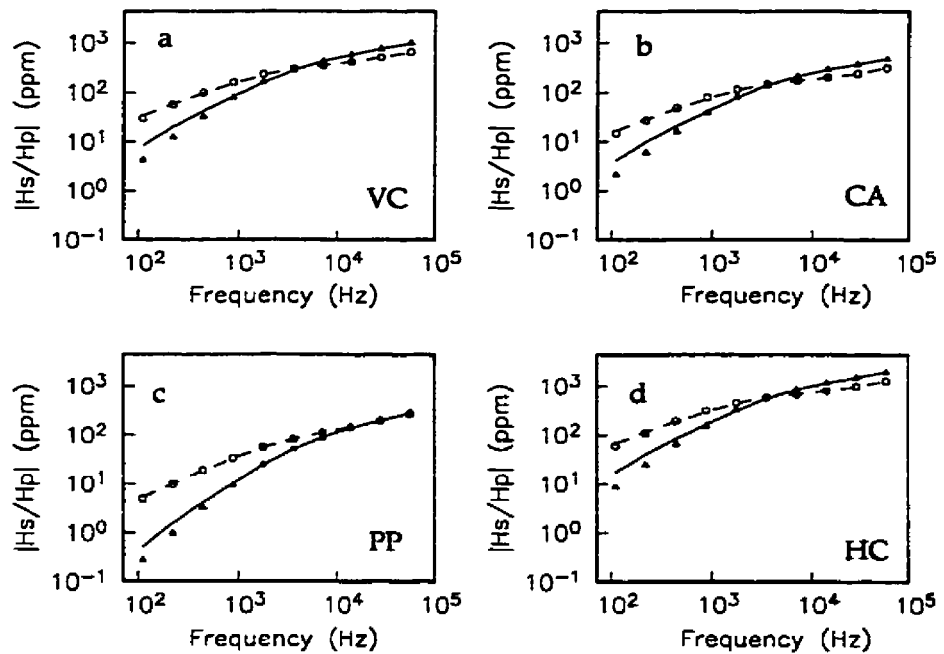 a
|Hs/Hp| (ppm)
10³
10²
10¹
10⁰
10⁻¹
VC
10² 10³ 10⁴ 10⁵
Frequency (Hz)
b
|Hs/Hp| (ppm)
10³
10²
10¹
10⁰
10⁻¹
CA
10² 10³ 10⁴ 10⁵
Frequency (Hz)
c
|Hs/Hp| (ppm)
10³
10²
10¹
10⁰
10⁻¹
PP
10² 10³ 10⁴ 10⁵
Frequency (Hz)
d
|Hs/Hp| (ppm)
10³
10²
10¹
10⁰
10⁻¹
HC
10² 10³ 10⁴ 10⁵
Frequency (Hz)